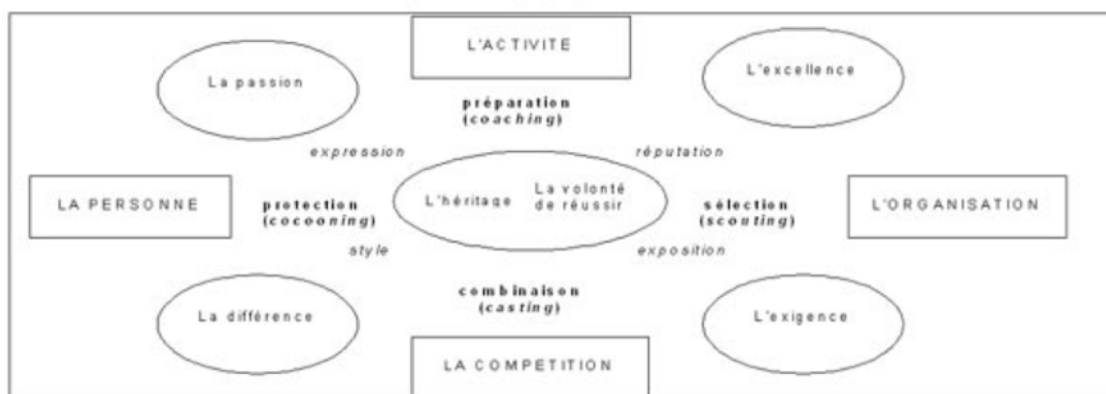 L'ACTIVITE
La passion
L'excellence
préparation
(coaching)
expression
réputation
LA PERSONNE
protection
(cocooning)
L'héritage
La volonté
de réussir
sélection
(scouting)
L'ORGANISATION
style
exposition
combinaison
(casting)
La différence
L'exigence
LA COMPETITION